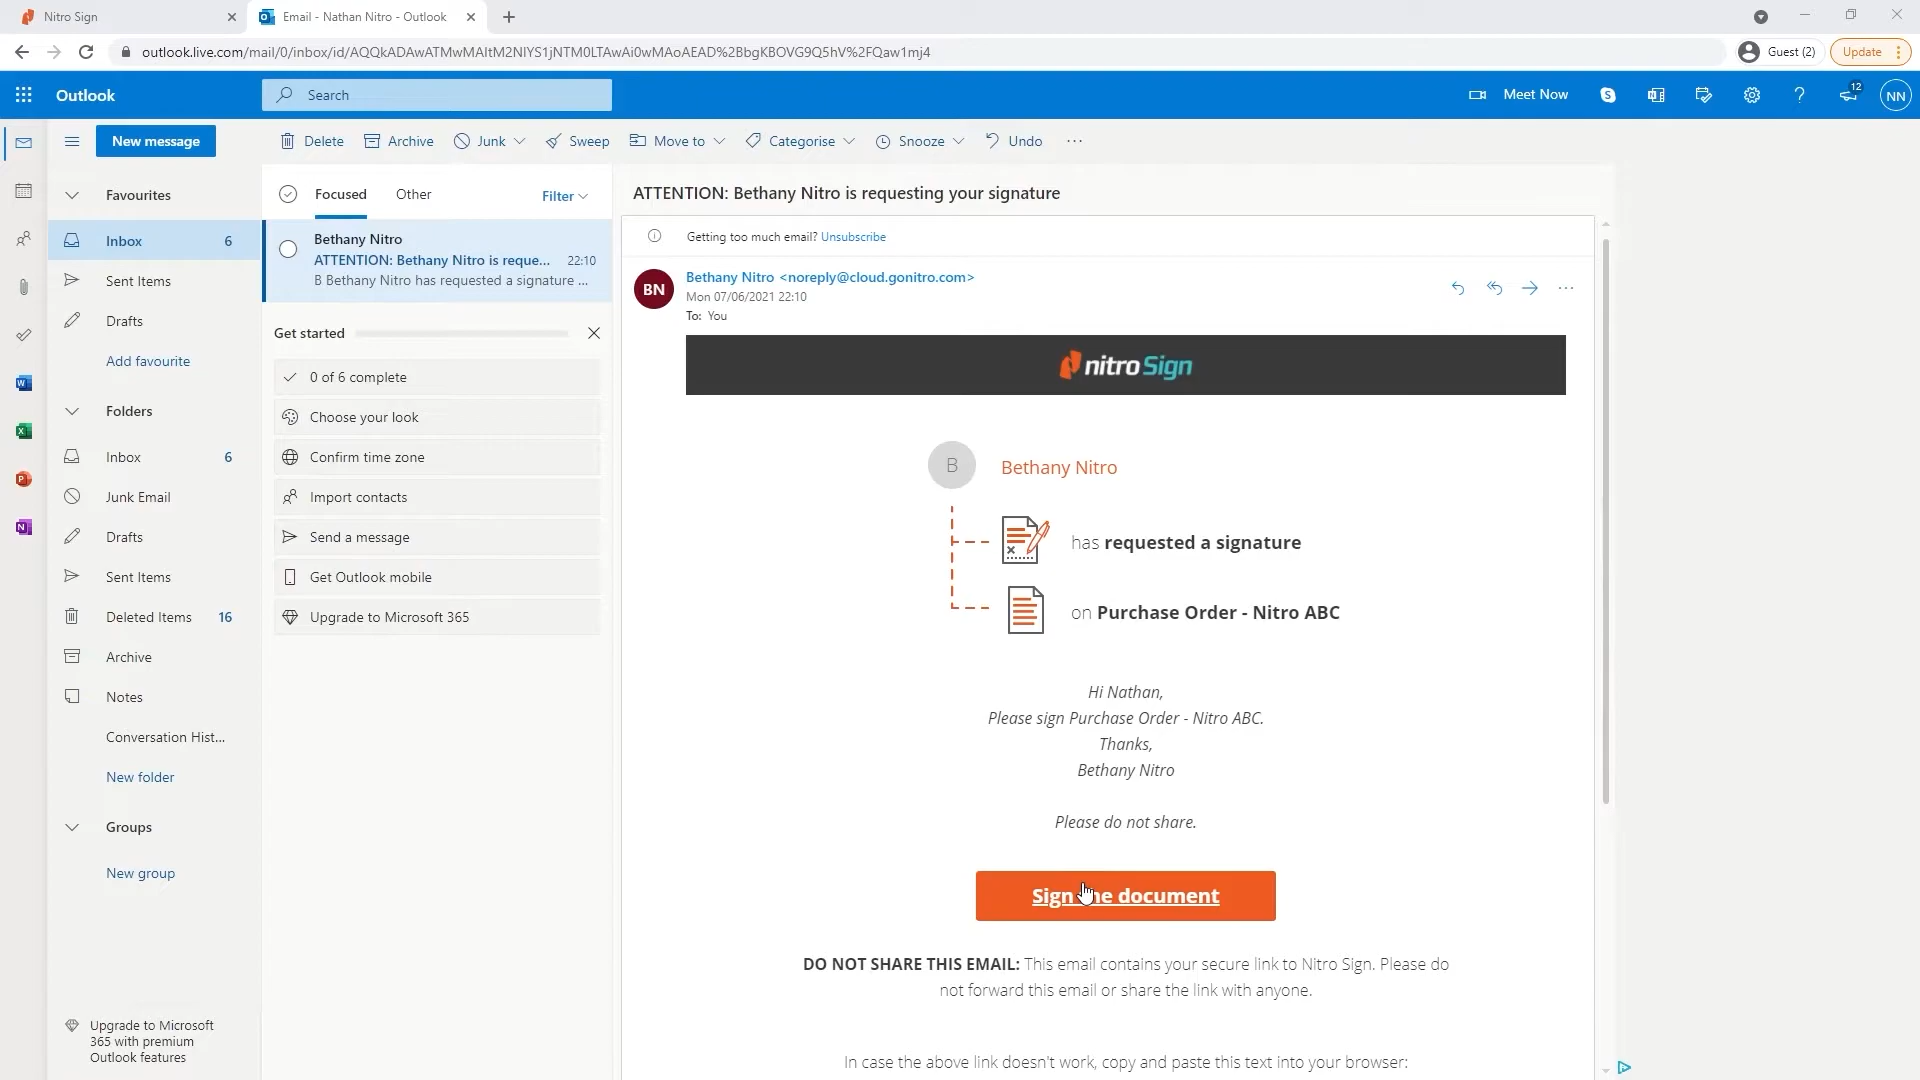 Nitro Sign
Email - Nathan Nitro - Outlook
outlook.live.com/mail/0/inbox/id/AQQkADAwATMwMAItM2NlYS1jNTM0LTAwAi0wMAoAEAD%2BbgKBOVG9Q5hV%2FQaw1mj4
Guest (2)
Update
Outlook
Search
Meet Now
12
NN
New message
Delete
Archive
Junk
Sweep
Move to
Categorise
Snooze
Undo
Favourites
Inbox 6
Sent Items
Drafts
Add favourite
Folders
Inbox 6
Junk Email
Drafts
Sent Items
Deleted Items 16
Archive
Notes
Conversation Hist...
New folder
Groups
New group
Upgrade to Microsoft
365 with premium
Outlook features
Focused
Other
Filter
Bethany Nitro
ATTENTION: Bethany Nitro is reque... 22:10
B Bethany Nitro has requested a signature ...
Get started
0 of 6 complete
Choose your look
Confirm time zone
Import contacts
Send a message
Get Outlook mobile
Upgrade to Microsoft 365
ATTENTION: Bethany Nitro is requesting your signature
Getting too much email? Unsubscribe
BN
Bethany Nitro <noreply@cloud.gonitro.com>
Mon 07/06/2021 22:10
To: You
nitro Sign
B
Bethany Nitro
has requested a signature
on Purchase Order - Nitro ABC
Hi Nathan,
Please sign Purchase Order - Nitro ABC.
Thanks,
Bethany Nitro
Please do not share.
Sign the document
DO NOT SHARE THIS EMAIL: This email contains your secure link to Nitro Sign. Please do
not forward this email or share the link with anyone.
In case the above link doesn't work, copy and paste this text into your browser: